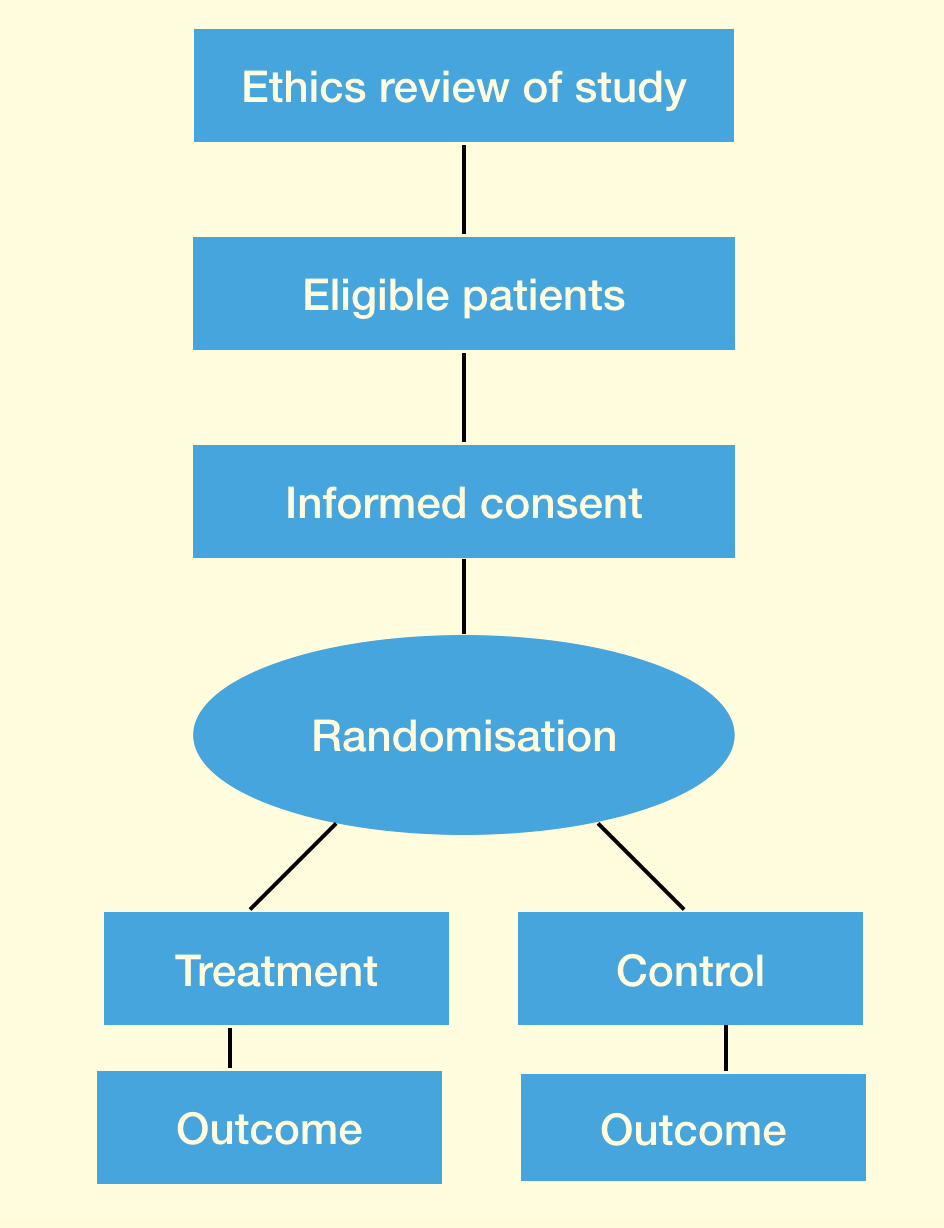 Ethics review of study
Eligible patients
Informed consent
Randomisation
Treatment
Control
Outcome
Outcome